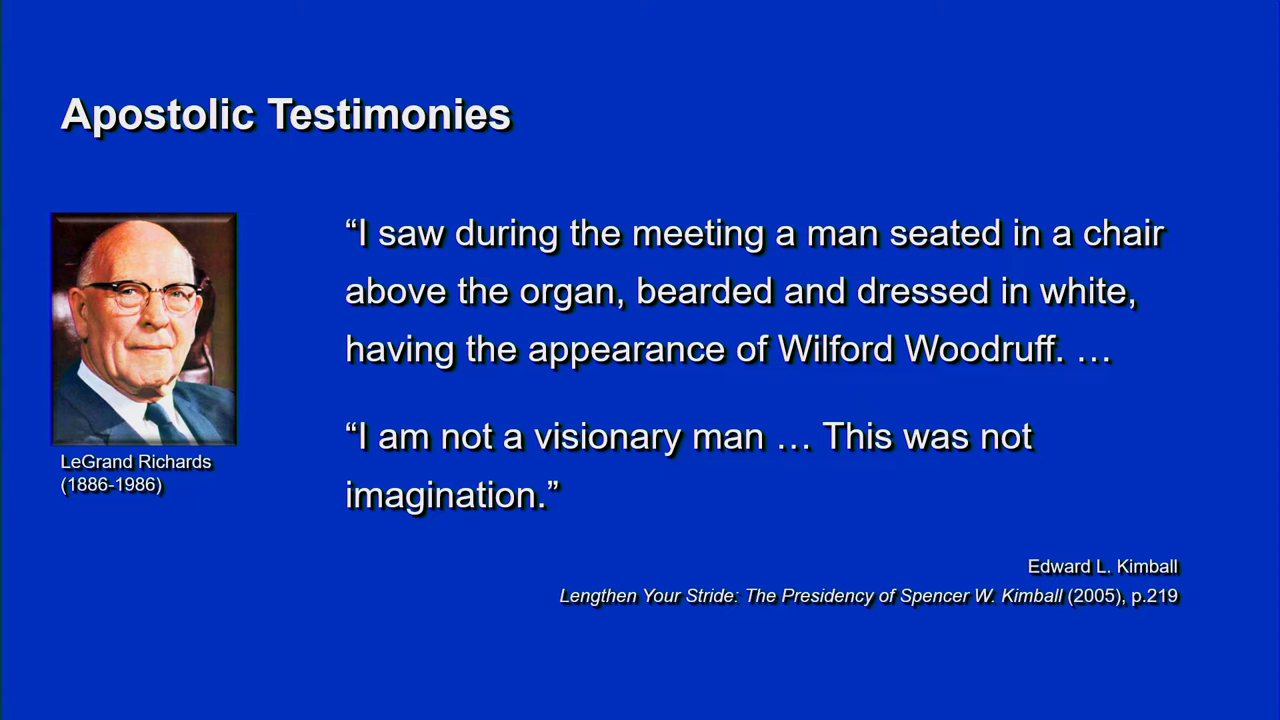 Apostolic Testimonies
“I saw during the meeting a man seated in a chair
above the organ, bearded and dressed in white,
having the appearance of Wilford Woodruff. …
“I am not a visionary man … This was not
imagination.”
LeGrand Richards
(1886-1986)
Edward L. Kimball
Lengthen Your Stride: The Presidency of Spencer W. Kimball (2005), p.219